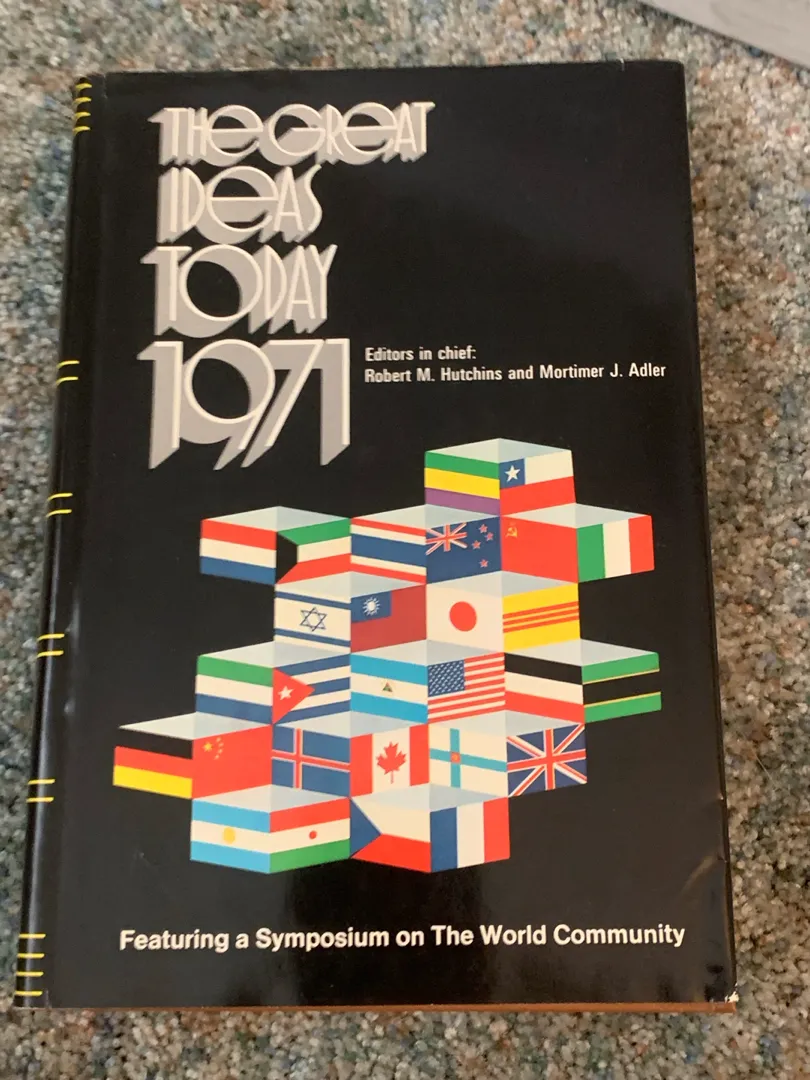 THE GREAT
IDEAS
TODAY
1971
Editors in chief:
Robert M. Hutchins and Mortimer J. Adler
Featuring a Symposium on The World Community